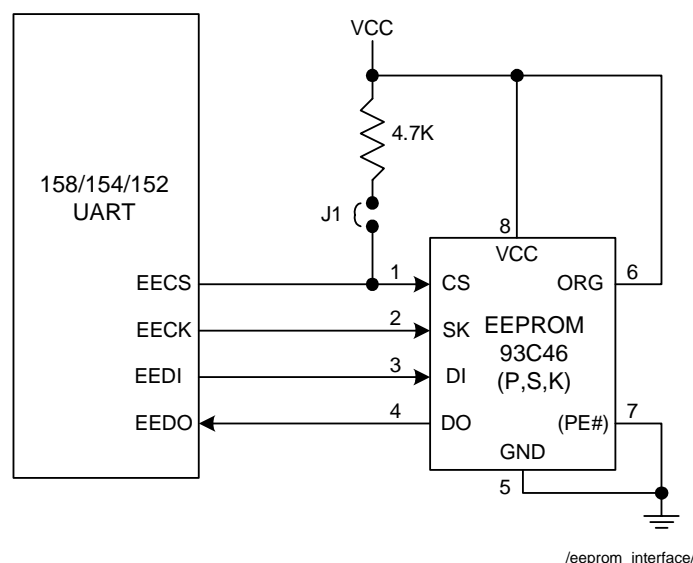 VCC
4.7K
158/154/152
UART
J1
8
VCC
EECS
1
CS
ORG
6
EECK
2
SK
EEPROM
93C46
(P,S,K)
EEDI
3
DI
EEDO
4
DO
(PE#)
7
GND
5
/eeprom_interface/